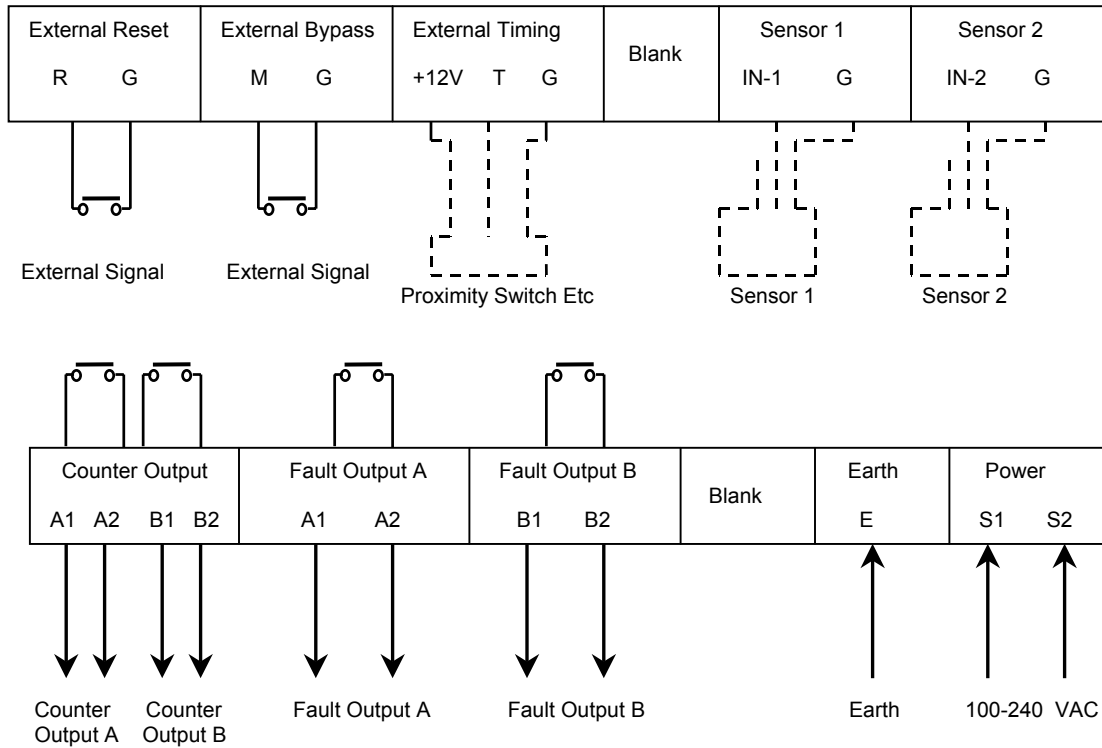 External Reset External Bypass External Timing Blank Sensor 1 Sensor 2
R G M G +12V T G IN-1 G IN-2 G
External Signal External Signal Proximity Switch Etc Sensor 1 Sensor 2
Counter Output Fault Output A Fault Output B Blank Earth Power
A1 A2 B1 B2 A1 A2 B1 B2 E S1 S2
Counter Counter Fault Output A Fault Output B Earth 100-240 VAC
Output A Output B